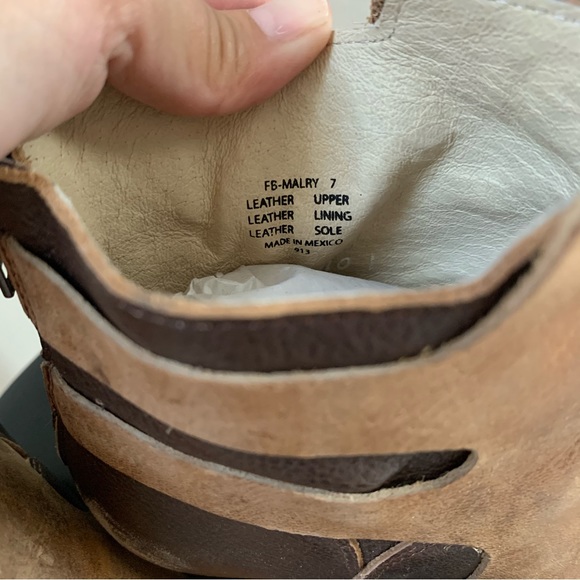 FB-MALRY 7
LEATHER UPPER
LEATHER LINING
LEATHER SOLE
MADE IN MEXICO
913